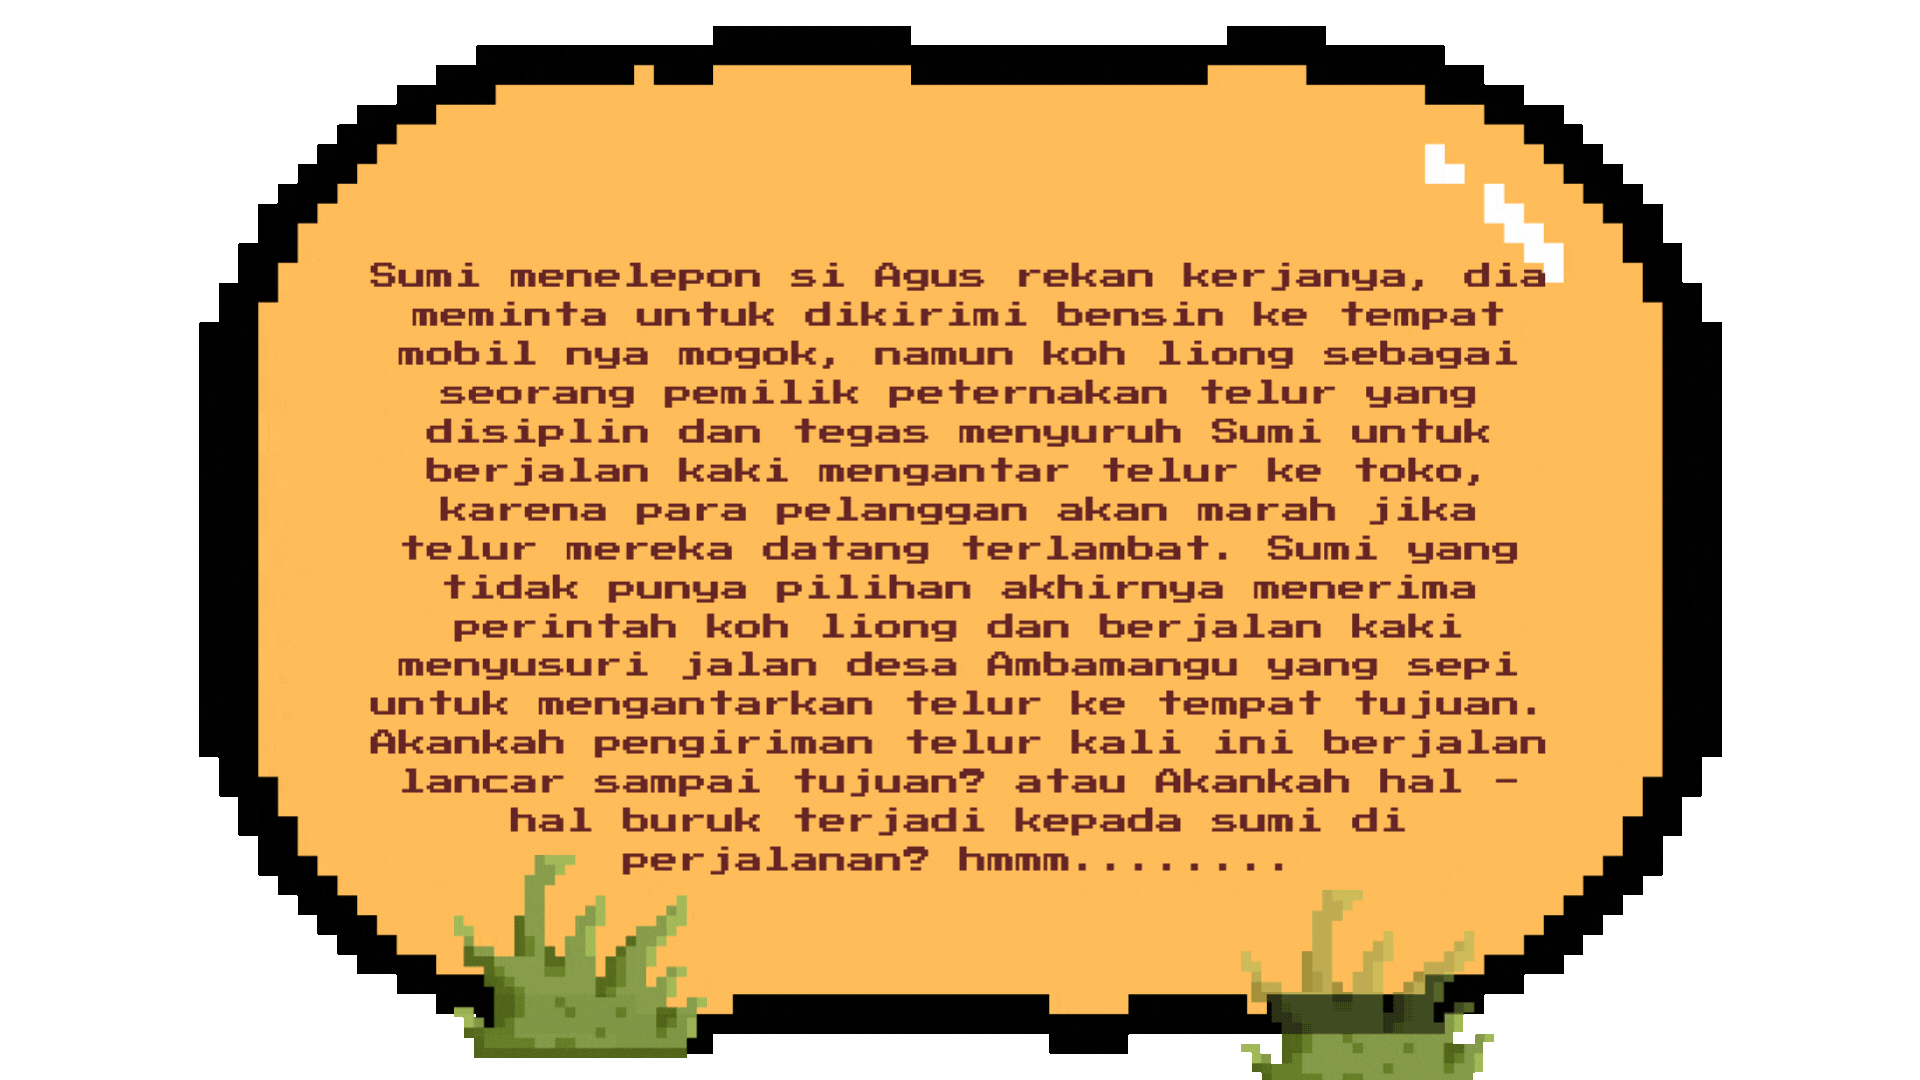 Sumi menelepon si Agus rekan kerjanya, dia
meminta untuk dikirimi bensin ke tempat
mobil nya mogok, namun koh liong sebagai
seorang pemilik peternakan telur yang
disiplin dan tegas menyuruh Sumi untuk
berjalan kaki mengantar telur ke toko,
karena para pelanggan akan marah jika
telur mereka datang terlambat. Sumi yang
tidak punya pilihan akhirnya menerima
perintah koh liong dan berjalan kaki
menyusuri jalan desa Ambamangu yang sepi
untuk mengantarkan telur ke tempat tujuan.
Akankah pengiriman telur kali ini berjalan
lancar sampai tujuan? atau Akankah hal -
hal buruk terjadi kepada sumi di
perjalanan? hmmm........